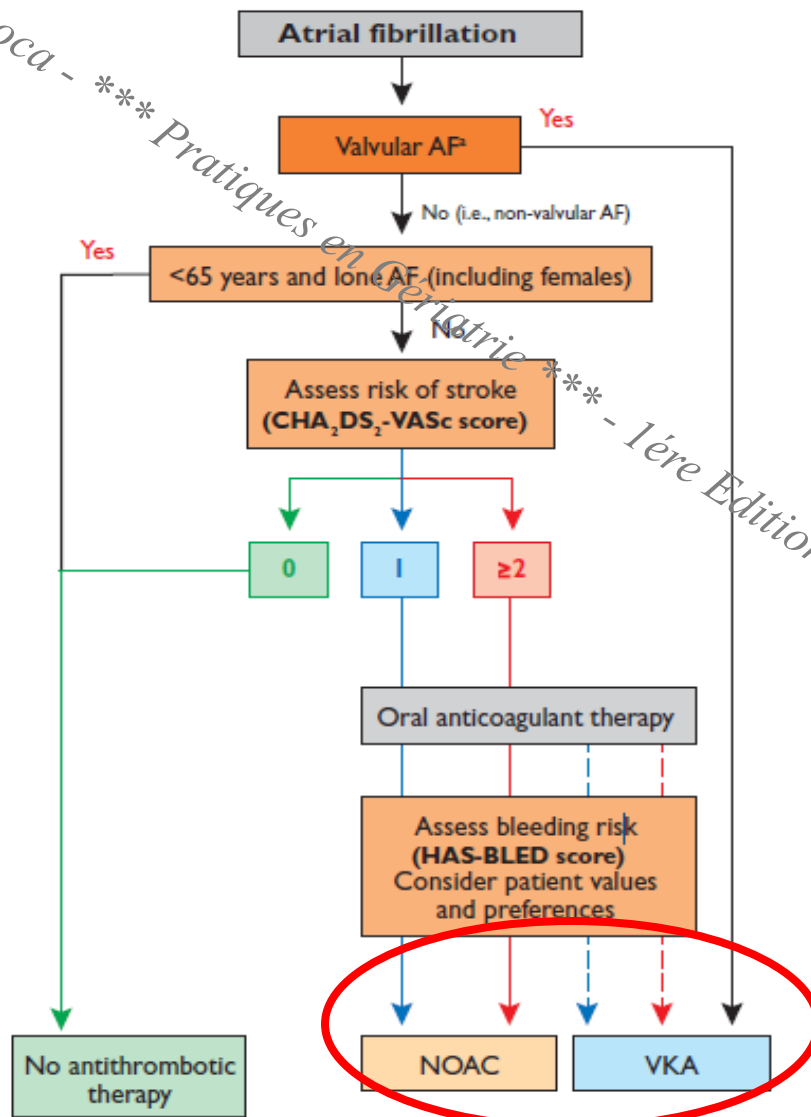 Atrial fibrillation
oca - *** Pratiques en Gériatrie *** - 1ére Edition
Yes
Valvular AFª
No (i.e., non-valvular AF)
Yes
<65 years and lone AF (including females)
No
Assess risk of stroke
(CHA₂DS₂-VASc score)
0
1
≥2
Oral anticoagulant therapy
Assess bleeding risk
(HAS-BLED score)
Consider patient values
and preferences
No antithrombotic
therapy
NOAC
VKA